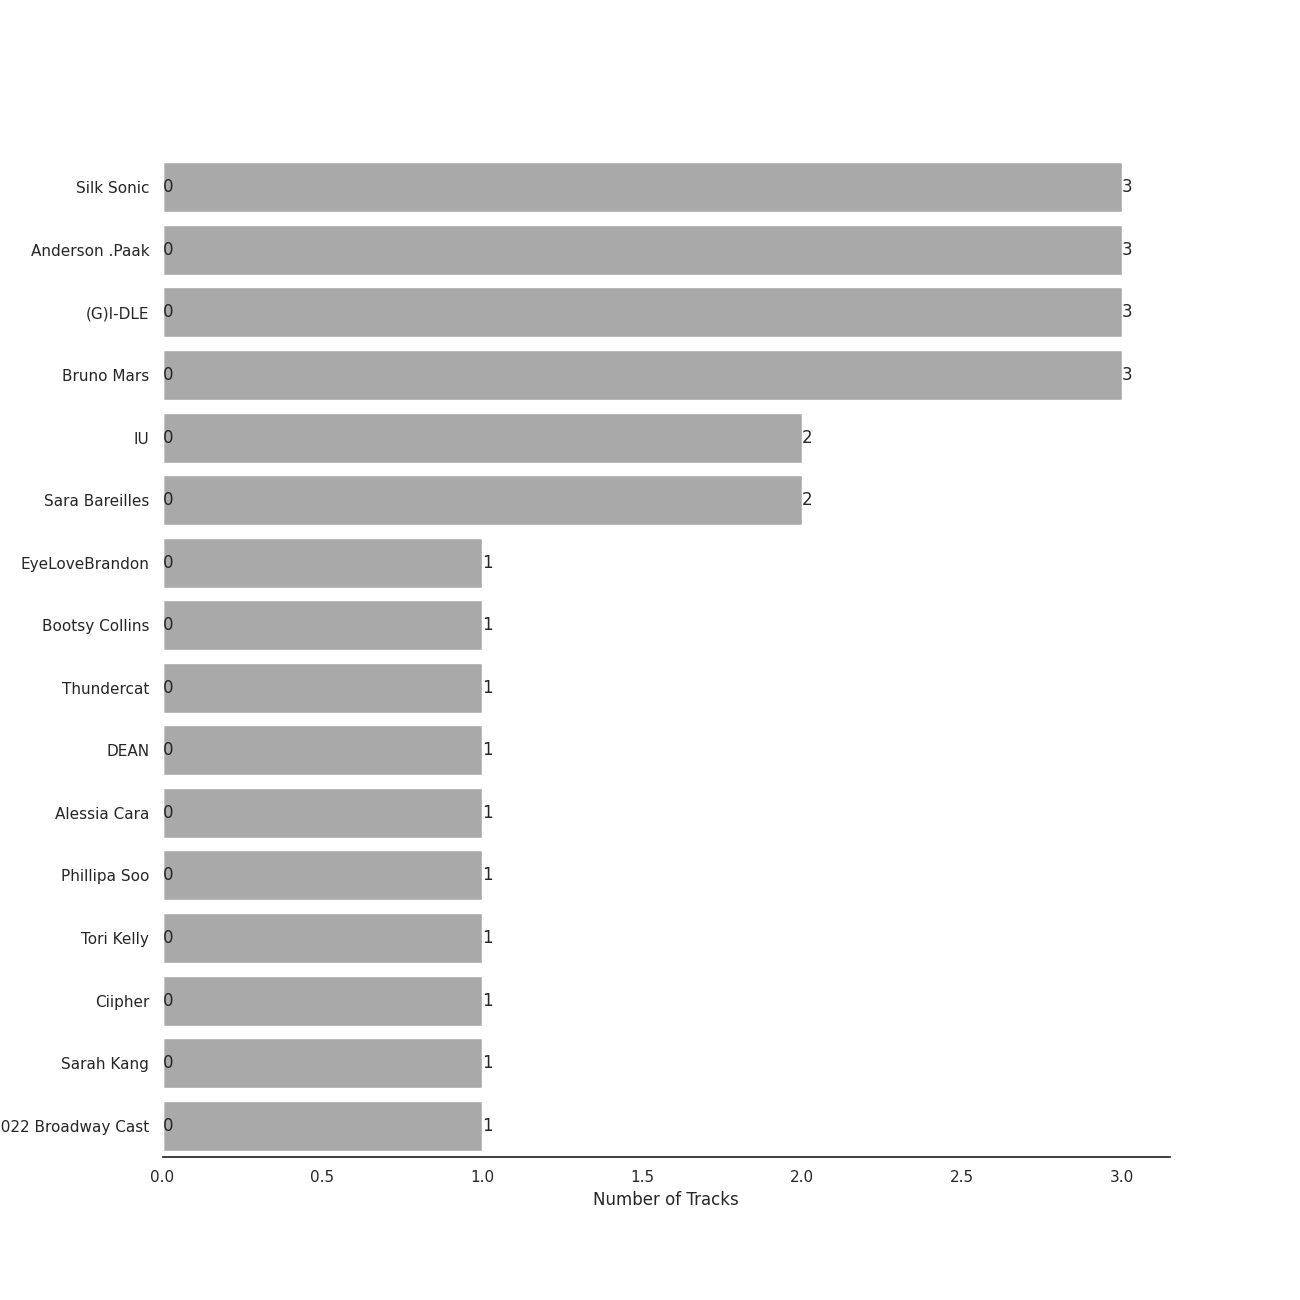 Silk Sonic 0 3
Anderson .Paak 0 3
(G)I-DLE 0 3
Bruno Mars 0 3
IU 0 2
Sara Bareilles 0 2
EyeLoveBrandon 0 1
Bootsy Collins 0 1
Thundercat 0 1
DEAN 0 1
Alessia Cara 0 1
Phillipa Soo 0 1
Tori Kelly 0 1
Ciipher 0 1
Sarah Kang 0 1
022 Broadway Cast 0 1
0.0 0.5 1.0 1.5 2.0 2.5 3.0
Number of Tracks